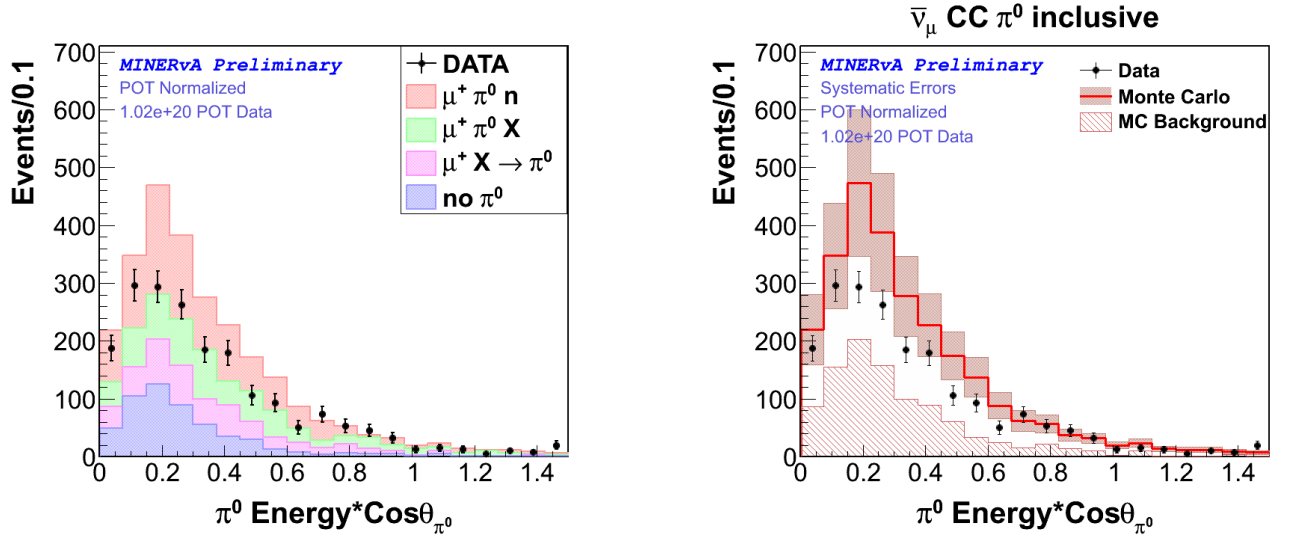 700
600
500
400
300
200
100
0
Events/0.1
MINERvA Preliminary
POT Normalized
1.02e+20 POT Data
DATA
μ⁺ π⁰ n
μ⁺ π⁰ X
μ⁺ X → π⁰
no π⁰
0 0.2 0.4 0.6 0.8 1 1.2 1.4
π⁰ Energy*Cosθ_π⁰
ν̄_μ CC π⁰ inclusive
700
600
500
400
300
200
100
0
Events/0.1
MINERvA Preliminary
Systematic Errors
POT Normalized
1.02e+20 POT Data
Data
Monte Carlo
MC Background
0 0.2 0.4 0.6 0.8 1 1.2 1.4
π⁰ Energy*Cosθ_π⁰